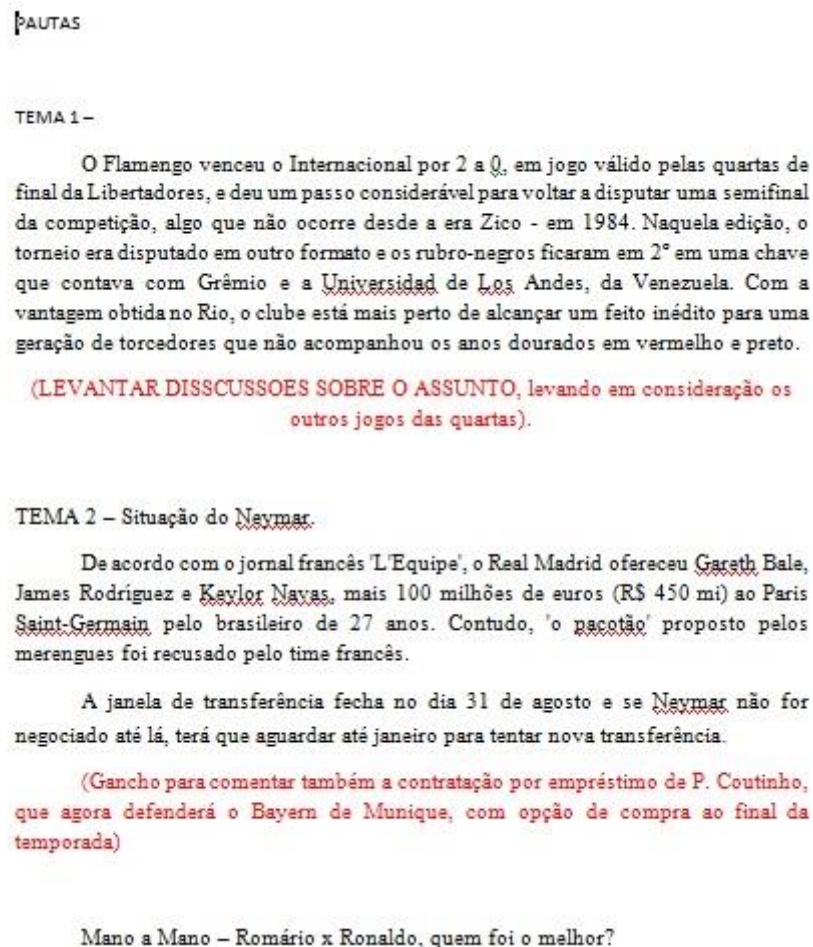 PAUTAS
TEMA 1 –
O Flamengo venceu o Internacional por 2 a 0, em jogo válido pelas quartas de
final da Libertadores, e deu um passo considerável para voltar a disputar uma semifinal
da competição, algo que não ocorre desde a era Zico - em 1984. Naquela edição, o
torneio era disputado em outro formato e os rubro-negros ficaram em 2° em uma chave
que contava com Grêmio e a Universidad de Los Andes, da Venezuela. Com a
vantagem obtida no Rio, o clube está mais perto de alcançar um feito inédito para uma
geração de torcedores que não acompanhou os anos dourados em vermelho e preto.
(LEVANTAR DISSCUSSOES SOBRE O ASSUNTO, levando em consideração os
outros jogos das quartas).
TEMA 2 – Situação do Neymar.
De acordo com o jornal francês 'L'Equipe', o Real Madrid ofereceu Gareth Bale,
James Rodríguez e Keylor Navas, mais 100 milhões de euros (R$ 450 mi) ao Paris
Saint-Germain pelo brasileiro de 27 anos. Contudo, 'o pacotão' proposto pelos
merengues foi recusado pelo time francês.
A janela de transferência fecha no dia 31 de agosto e se Neymar não for
negociado até lá, terá que aguardar até janeiro para tentar nova transferência.
(Gancho para comentar também a contratação por empréstimo de P. Coutinho,
que agora defenderá o Bayern de Munique, com opção de compra ao final da
temporada)
Mano a Mano – Romário x Ronaldo, quem foi o melhor?